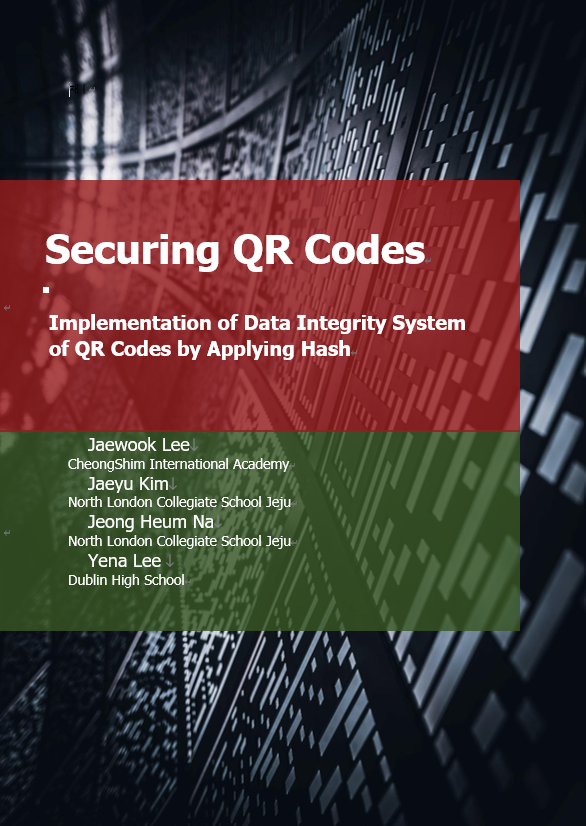 Securing QR Codes
Implementation of Data Integrity System
of QR Codes by Applying Hash
Jaewook Lee
CheongShim International Academy
Jaeyu Kim
North London Collegiate School Jeju
Jeong Heum Na
North London Collegiate School Jeju
Yena Lee
Dublin High School